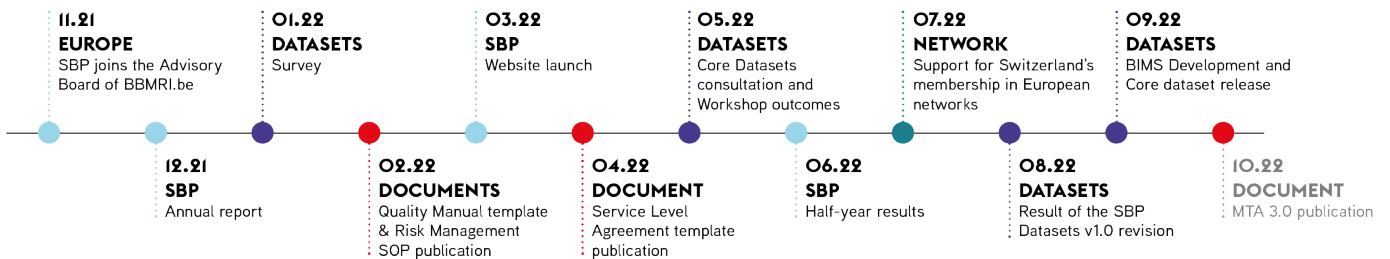 11.21
EUROPE
SBP joins the Advisory
Board of BBMRI.be
12.21
SBP
Annual report
01.22
DATASETS
Survey
02.22
DOCUMENTS
Quality Manual template
& Risk Management
SOP publication
03.22
SBP
Website launch
04.22
DOCUMENT
Service Level
Agreement template
publication
05.22
DATASETS
Core Datasets
consultation and
Workshop outcomes
06.22
SBP
Half-year results
07.22
NETWORK
Support for Switzerland's
membership in European
networks
08.22
DATASETS
Result of the SBP
Datasets v1.0 revision
09.22
DATASETS
BIMS Development and
Core dataset release
10.22
DOCUMENT
MTA 3.0 publication